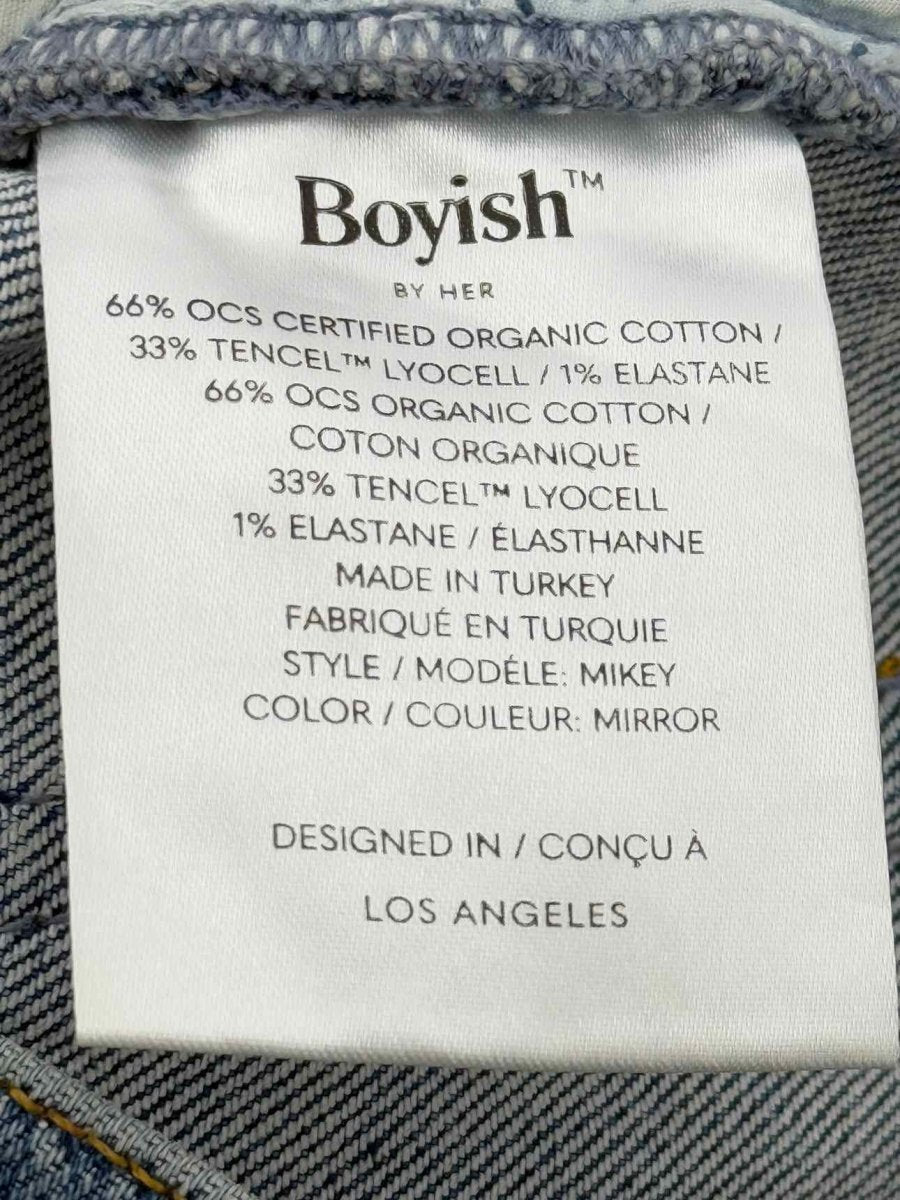 Boyish™
BY HER
66% OCS CERTIFIED ORGANIC COTTON /
33% TENCEL™ LYOCELL / 1% ELASTANE
66% OCS ORGANIC COTTON /
COTON ORGANIQUE
33% TENCEL™ LYOCELL
1% ELASTANE / ÉLASTHANNE
MADE IN TURKEY
FABRIQUÉ EN TURQUIE
STYLE / MODÉLE: MIKEY
COLOR / COULEUR: MIRROR
DESIGNED IN / CONÇU À
LOS ANGELES